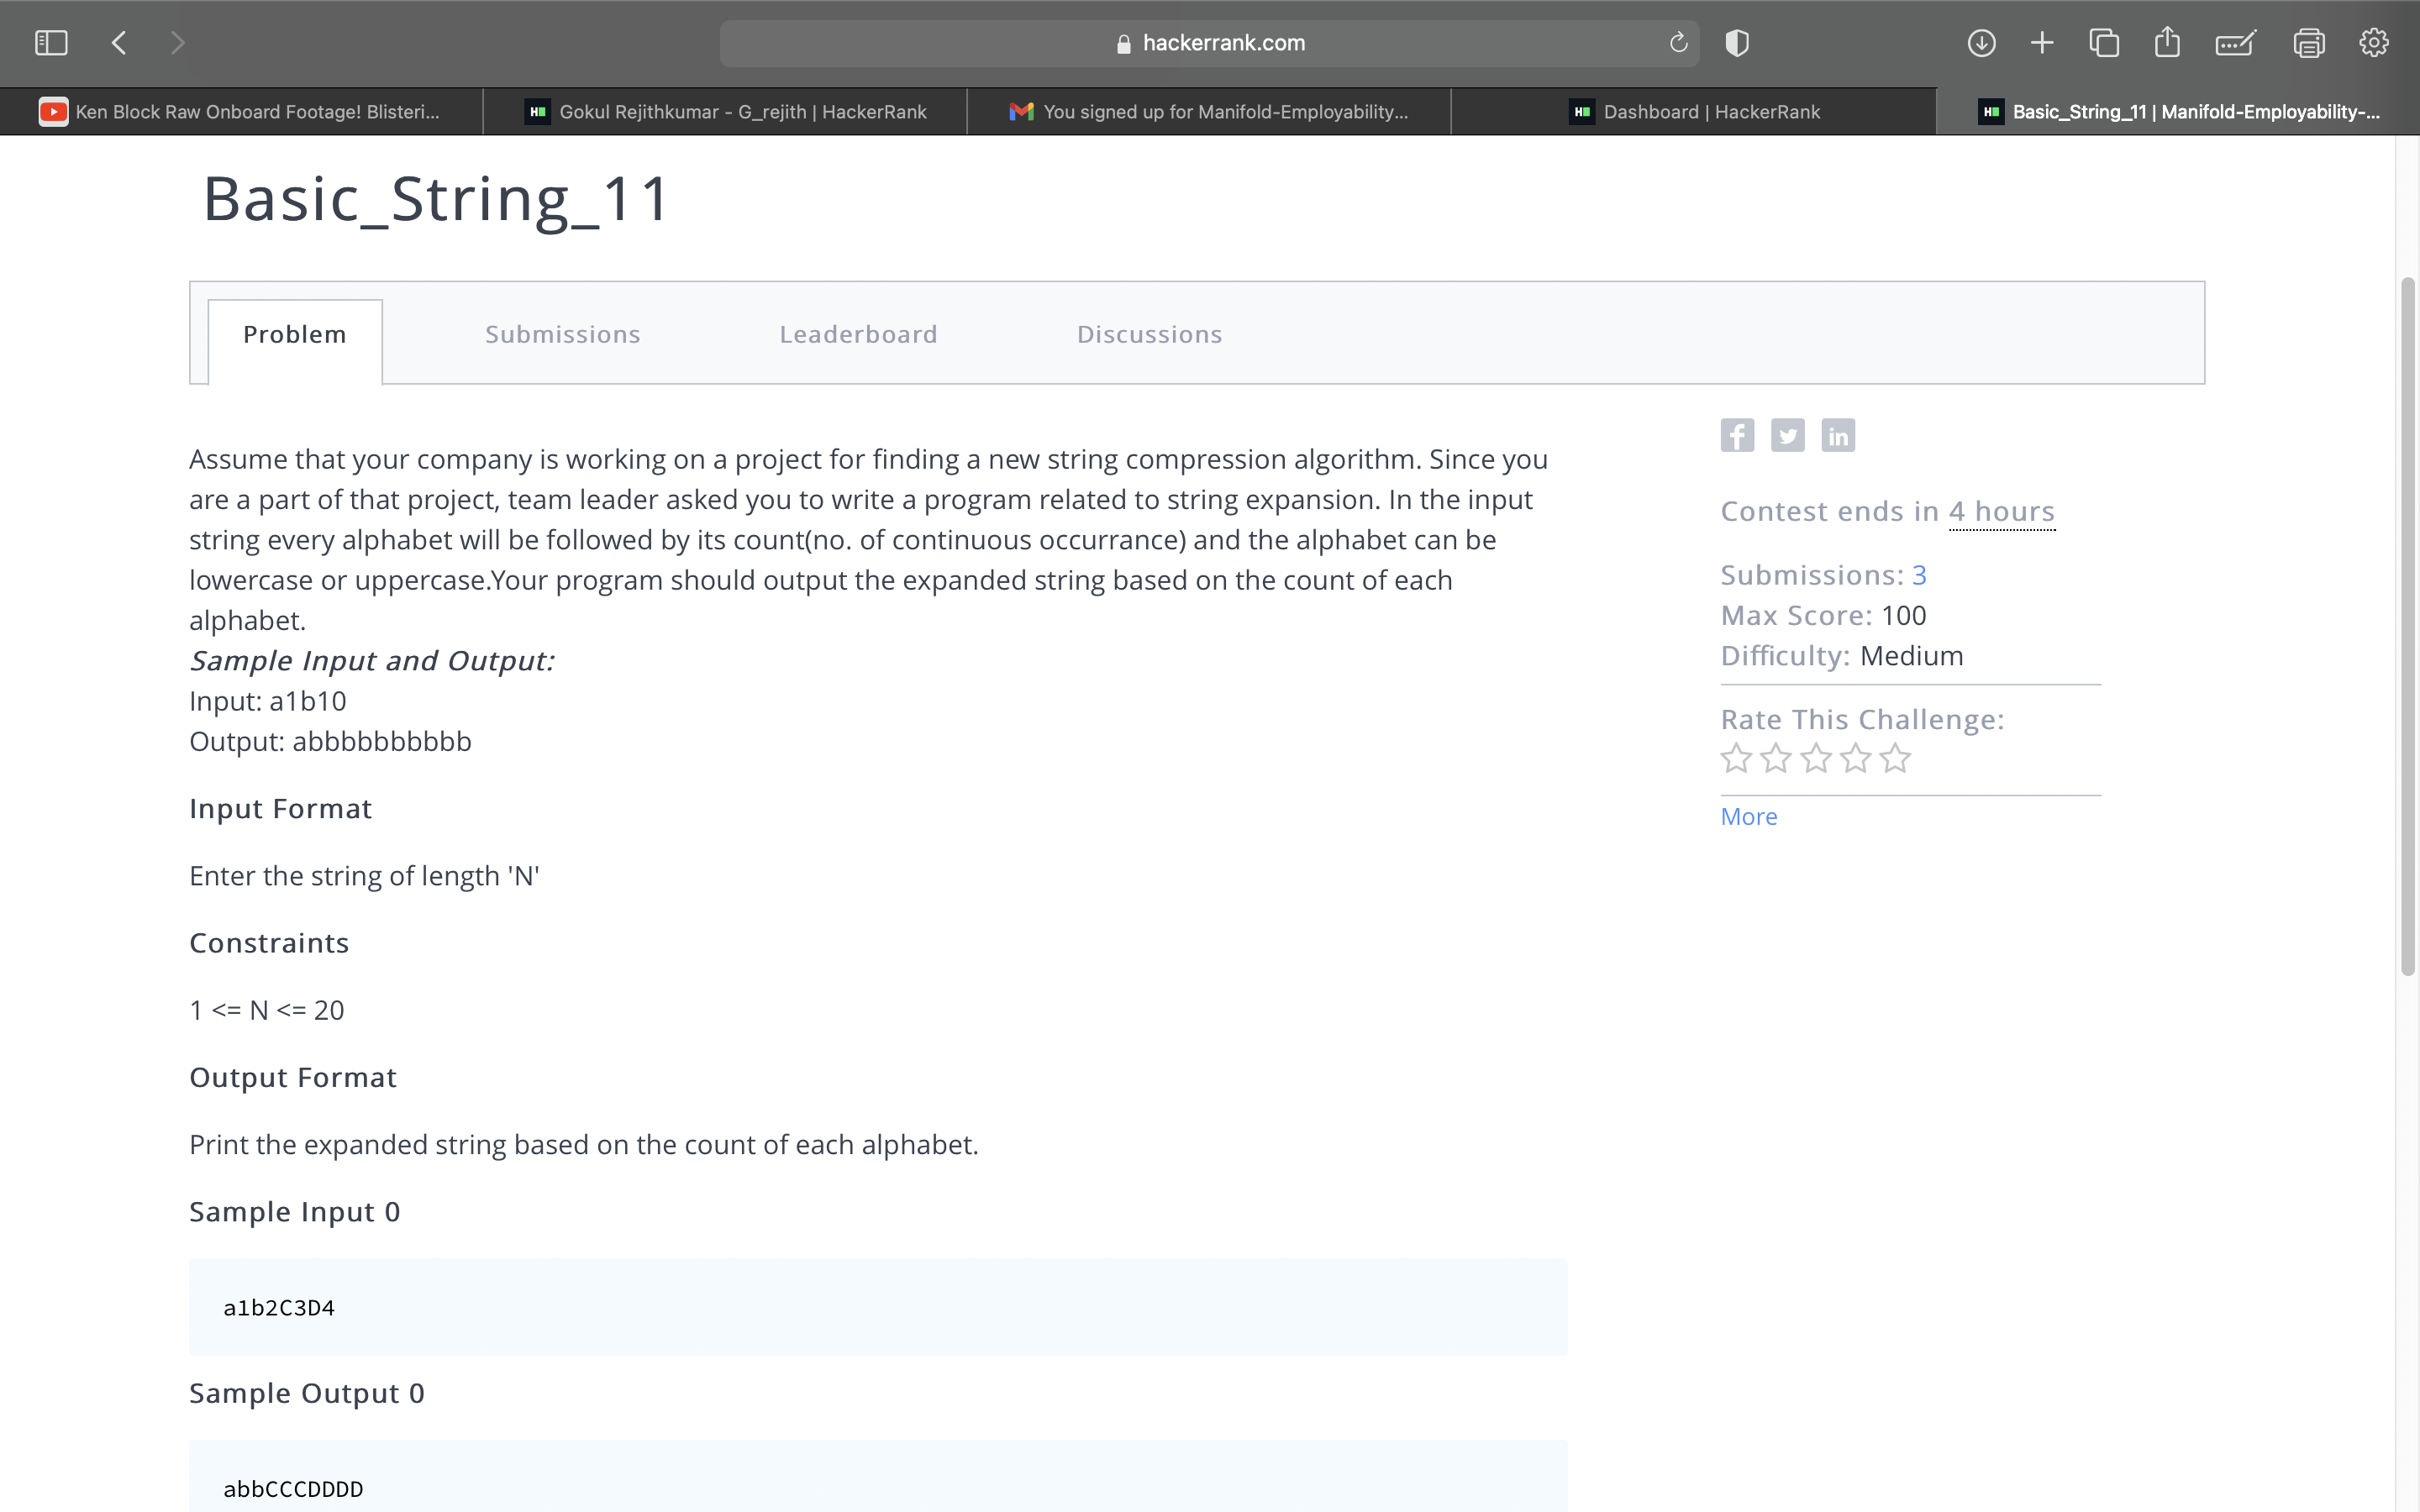 hackerrank.com
Ken Block Raw Onboard Footage! Blisteri...
Gokul Rejithkumar - G_rejith | HackerRank
You signed up for Manifold-Employability...
Dashboard | HackerRank
Basic_String_11 | Manifold-Employability-...
Basic_String_11
Problem
Submissions
Leaderboard
Discussions
Assume that your company is working on a project for finding a new string compression algorithm. Since you
are a part of that project, team leader asked you to write a program related to string expansion. In the input
string every alphabet will be followed by its count(no. of continuous occurrance) and the alphabet can be
lowercase or uppercase.Your program should output the expanded string based on the count of each
alphabet.
Sample Input and Output:
Input: a1b10
Output: abbbbbbbbbb
Input Format
Enter the string of length 'N'
Constraints
1 <= N <= 20
Output Format
Print the expanded string based on the count of each alphabet.
Sample Input 0
a1b2C3D4
Sample Output 0
abbCCCDDDD
Contest ends in 4 hours
Submissions: 3
Max Score: 100
Difficulty: Medium
Rate This Challenge:
More